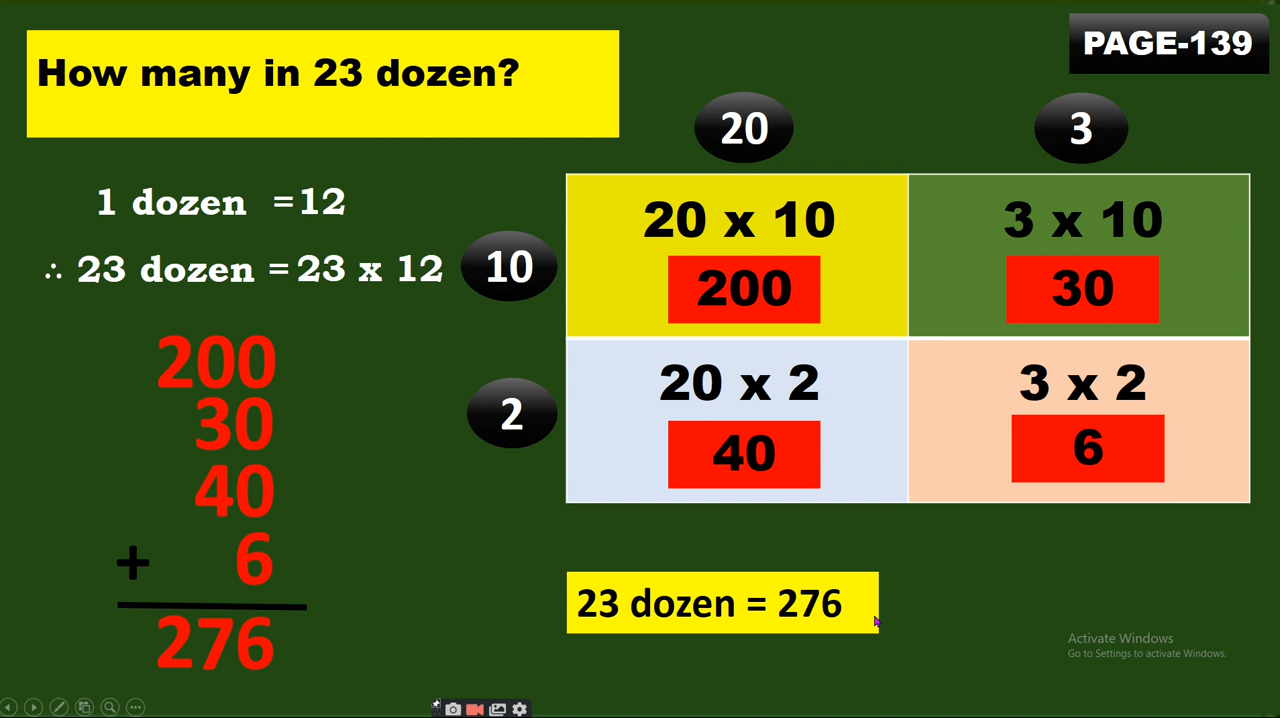 PAGE-139
How many in 23 dozen?
20 3
1 dozen = 12
∴ 23 dozen = 23 x 12
10
20 x 10 3 x 10
200 30
2
20 x 2 3 x 2
40 6
200
30
40
+ 6
276
23 dozen = 276
Activate Windows
Go to Settings to activate Windows.